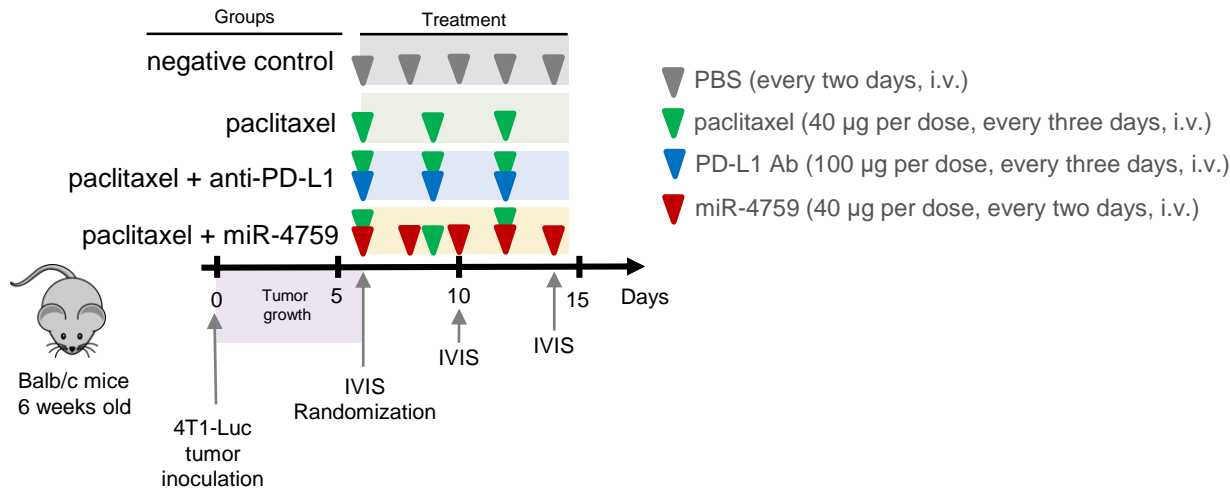 Groups
Treatment
negative control
paclitaxel
paclitaxel + anti-PD-L1
paclitaxel + miR-4759
PBS (every two days, i.v.)
paclitaxel (40 µg per dose, every three days, i.v.)
PD-L1 Ab (100 µg per dose, every three days, i.v.)
miR-4759 (40 µg per dose, every two days, i.v.)
0
5
10
15
Days
Tumor
growth
Balb/c mice
6 weeks old
4T1-Luc
tumor
inoculation
IVIS
Randomization
IVIS
IVIS